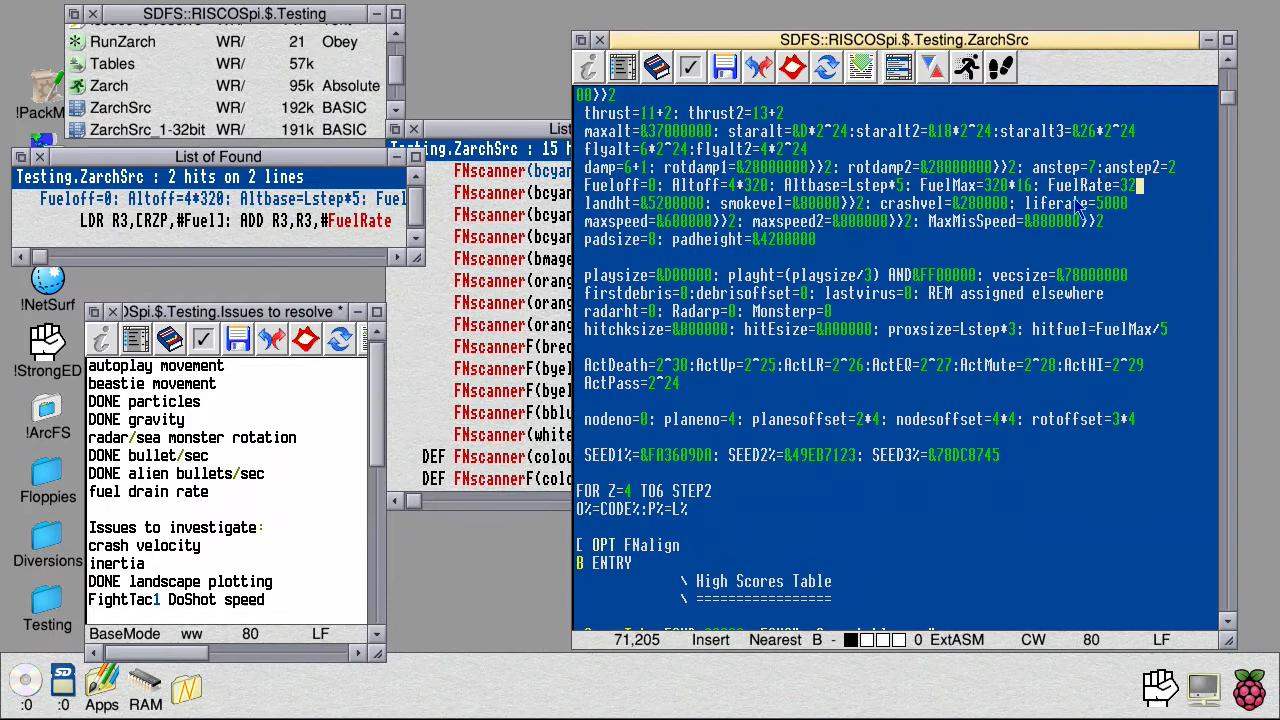 SDFS::RISCOSpi.$.Testing
RunZarch WR/ 21 Obey
Tables WR/ 57k
Zarch WR/ 95k Absolute
ZarchSrc WR/ 192k BASIC
ZarchSrc_1-32bit WR/ 191k BASIC
!PackM
List of Found
Testing.ZarchSrc : 2 hits on 2 lines
Fueloff=0: Altoff=4*320: Altbase=Lstep*5: Fuel
LDR R3,[RZP,#Fuel]: ADD R3,R3,#FuelRate
!NetSurf
!StrongED
!ArcFS
Floppies
Diversions
Testing
DSpi.$.Testing.Issues to resolve *
autoplay movement
beastie movement
DONE particles
DONE gravity
radar/sea monster rotation
DONE bullet/sec
DONE alien bullets/sec
fuel drain rate
Issues to investigate:
crash velocity
inertia
DONE landscape plotting
FightTac1 DoShot speed
BaseMode ww 80 LF
List
Testing.ZarchSrc : 15 h
FNscanner(bcyan
FNscannerF(bcya
FNscanner(bcyan
FNscanner(bcyan
FNscanner(bmage
FNscanner(orang
FNscanner(orang
FNscanner(orang
FNscannerF(bred
FNscannerF(byel
FNscannerF(byel
FNscannerF(bblu
FNscannerF(white
DEF FNscanner(colou
DEF FNscannerF(colo
SDFS::RISCOSpi.$.Testing.ZarchSrc
00>>2
thrust=11+2: thrust2=13+2
maxalt=&37000000: staralt=&D*2^24:staralt2=&18*2^24:staralt3=&26*2^24
flyalt=6*2^24:flyalt2=4*2^24
damp=6+1: rotdamp1=&20000000>>2: rotdamp2=&28000000>>2: anstep=7:anstep2=2
Fueloff=0: Altoff=4*320: Altbase=Lstep*5: FuelMax=320*16: FuelRate=32
landht=&5200000: smokevel=&80000>>2: crashvel=&280000: liferate=5000
maxspeed=&600000>>2: maxspeed2=&800000>>2: MaxMisSpeed=&880000>>2
padsize=8: padheight=&4280000
playsize=&D00000: playht=(playsize/3) AND&FF00000: vecsize=&78000000
firstdebris=0:debrisoffset=0: lastvirus=0: REM assigned elsewhere
radarht=0: Radarp=0: Monsterp=0
hitchksize=&800000: hitEsize=&A00000: proxsize=Lstep*3: hitfuel=FuelMax/5
ActDeath=2^30:ActUp=2^25:ActLR=2^26:ActEQ=2^27:ActMute=2^28:ActHI=2^29
ActPass=2^24
nodeno=0: planeno=4: planesoffset=2*4: nodesoffset=4*4: rotoffset=3*4
SEED1%=&FA3609DA: SEED2%=&49EB7123: SEED3%=&78DC8745
FOR Z=4 TO6 STEP2
O%=CODE%:P%=L%
[ OPT FNalign
B ENTRY
\ High Scores Table
\ =================
71,205 Insert Nearest B - 0 ExtASM CW 80 LF
:0
:0
Apps
RAM